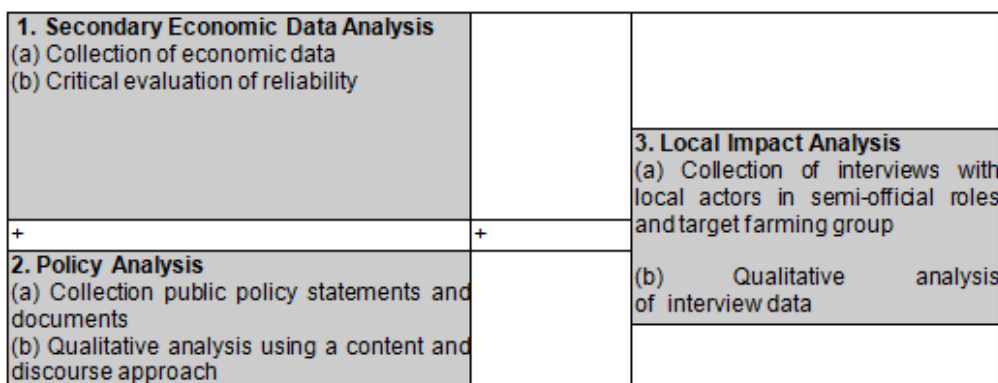 1. Secondary Economic Data Analysis
(a) Collection of economic data
(b) Critical evaluation of reliability
+
2. Policy Analysis
(a) Collection public policy statements and
documents
(b) Qualitative analysis using a content and
discourse approach
+
3. Local Impact Analysis
(a) Collection of interviews with
local actors in semi-official roles
and target farming group
(b) Qualitative analysis
of interview data